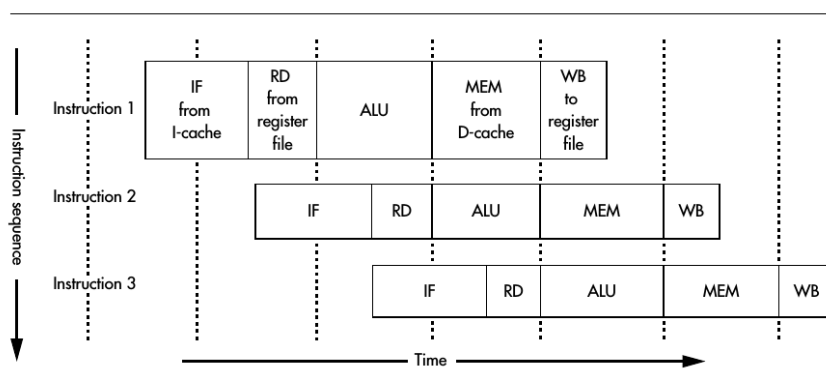 Instruction sequence
Instruction 1
IF
from
I-cache
RD
from
register
file
ALU
MEM
from
D-cache
WB
to
register
file
Instruction 2
IF
RD
ALU
MEM
WB
Instruction 3
IF
RD
ALU
MEM
WB
Time